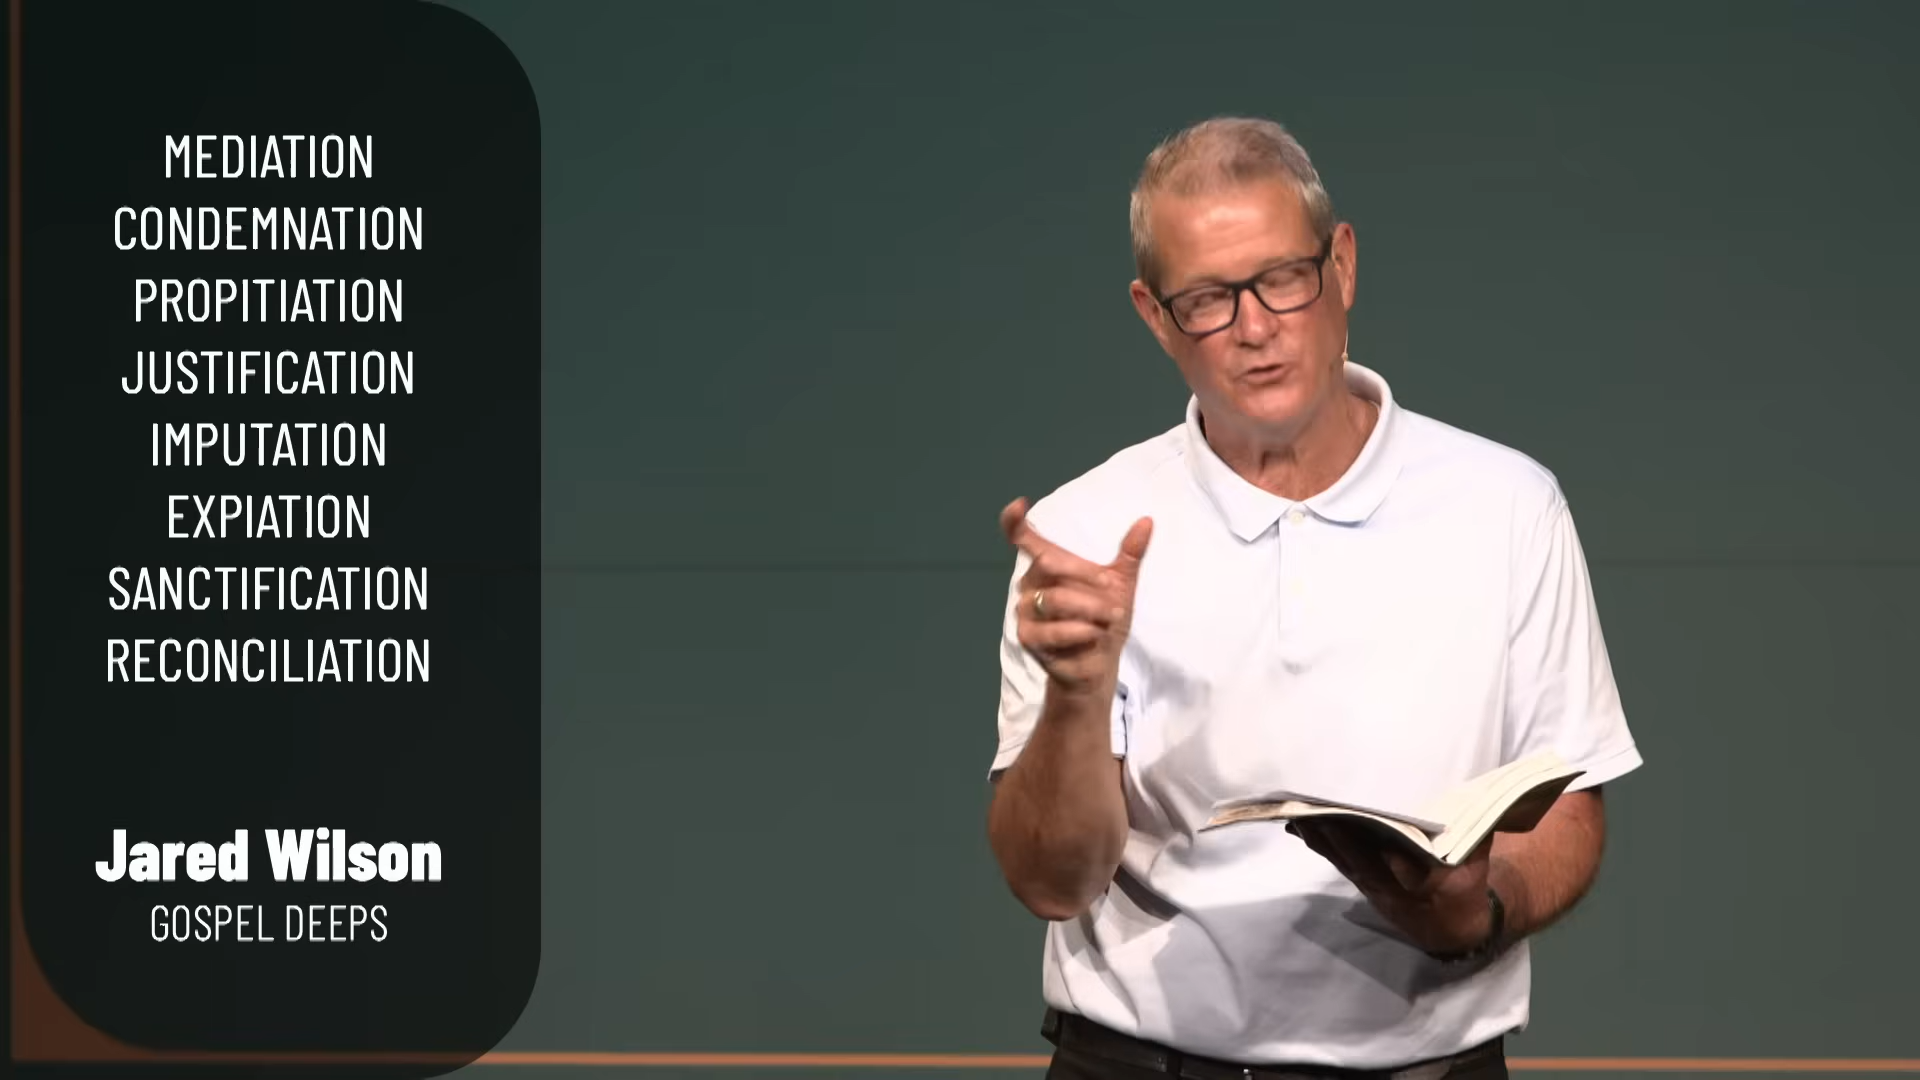 MEDIATION
CONDEMNATION
PROPITIATION
JUSTIFICATION
IMPUTATION
EXPIATION
SANCTIFICATION
RECONCILIATION
Jared Wilson
GOSPEL DEEPS